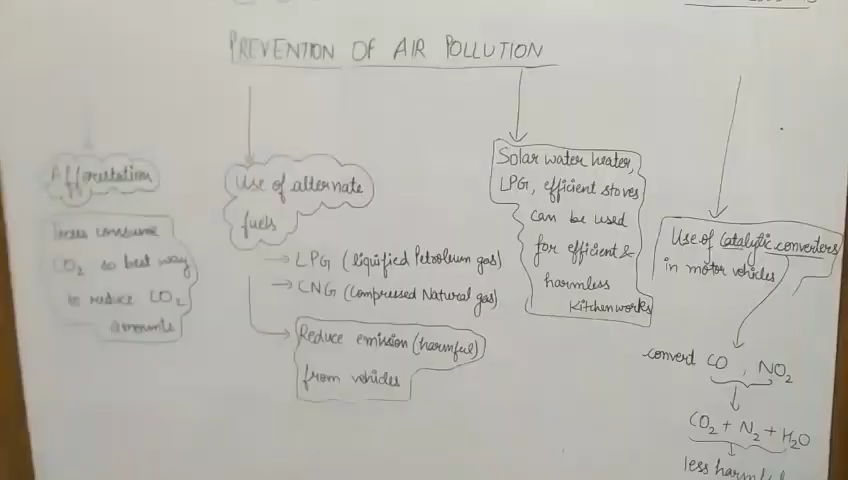 PREVENTION OF AIR POLLUTION
Afforestation
Trees consume
CO2 so best way
to reduce CO2
amounts
Use of alternate
fuels
→ LPG (liquified Petroleum gas)
→ CNG (Compressed Natural gas)
Reduce emission (harmful)
from vehicles
Solar water heater,
LPG, efficient stoves
can be used
for efficient &
harmless
Kitchen works
Use of Catalytic converters
in motor vehicles
convert CO, NO2
CO2 + N2 + H2O
less harmful